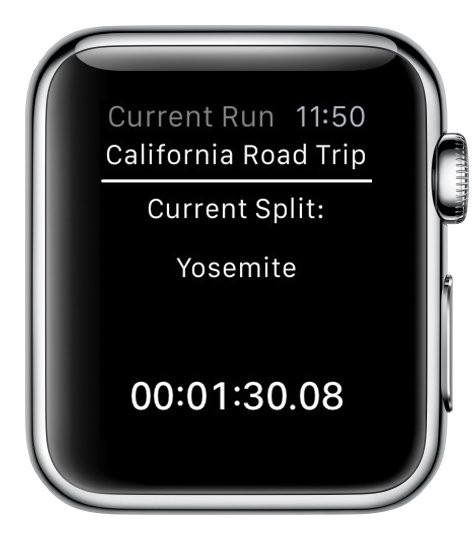 Current Run 11:50
California Road Trip
Current Split:
Yosemite
00:01:30.08